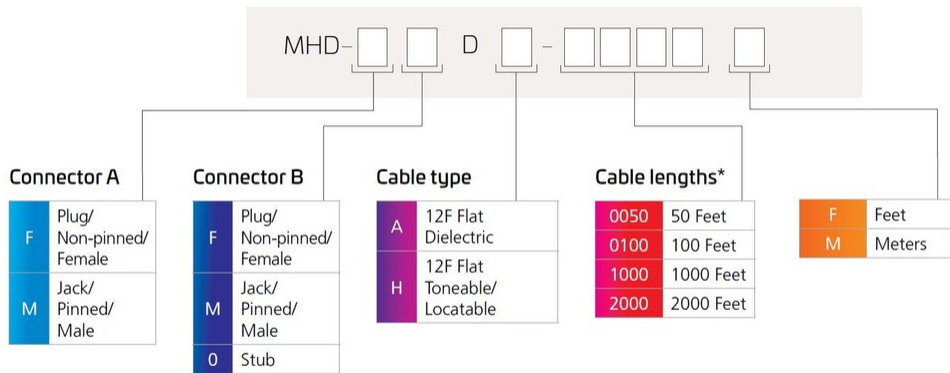 MHD- D -
Connector A
F Plug/
Non-pinned/
Female
M Jack/
Pinned/
Male
Connector B
F Plug/
Non-pinned/
Female
M Jack/
Pinned/
Male
0 Stub
Cable type
A 12F Flat
Dielectric
H 12F Flat
Toneable/
Locatable
Cable lengths*
0050 50 Feet
0100 100 Feet
1000 1000 Feet
2000 2000 Feet
F Feet
M Meters